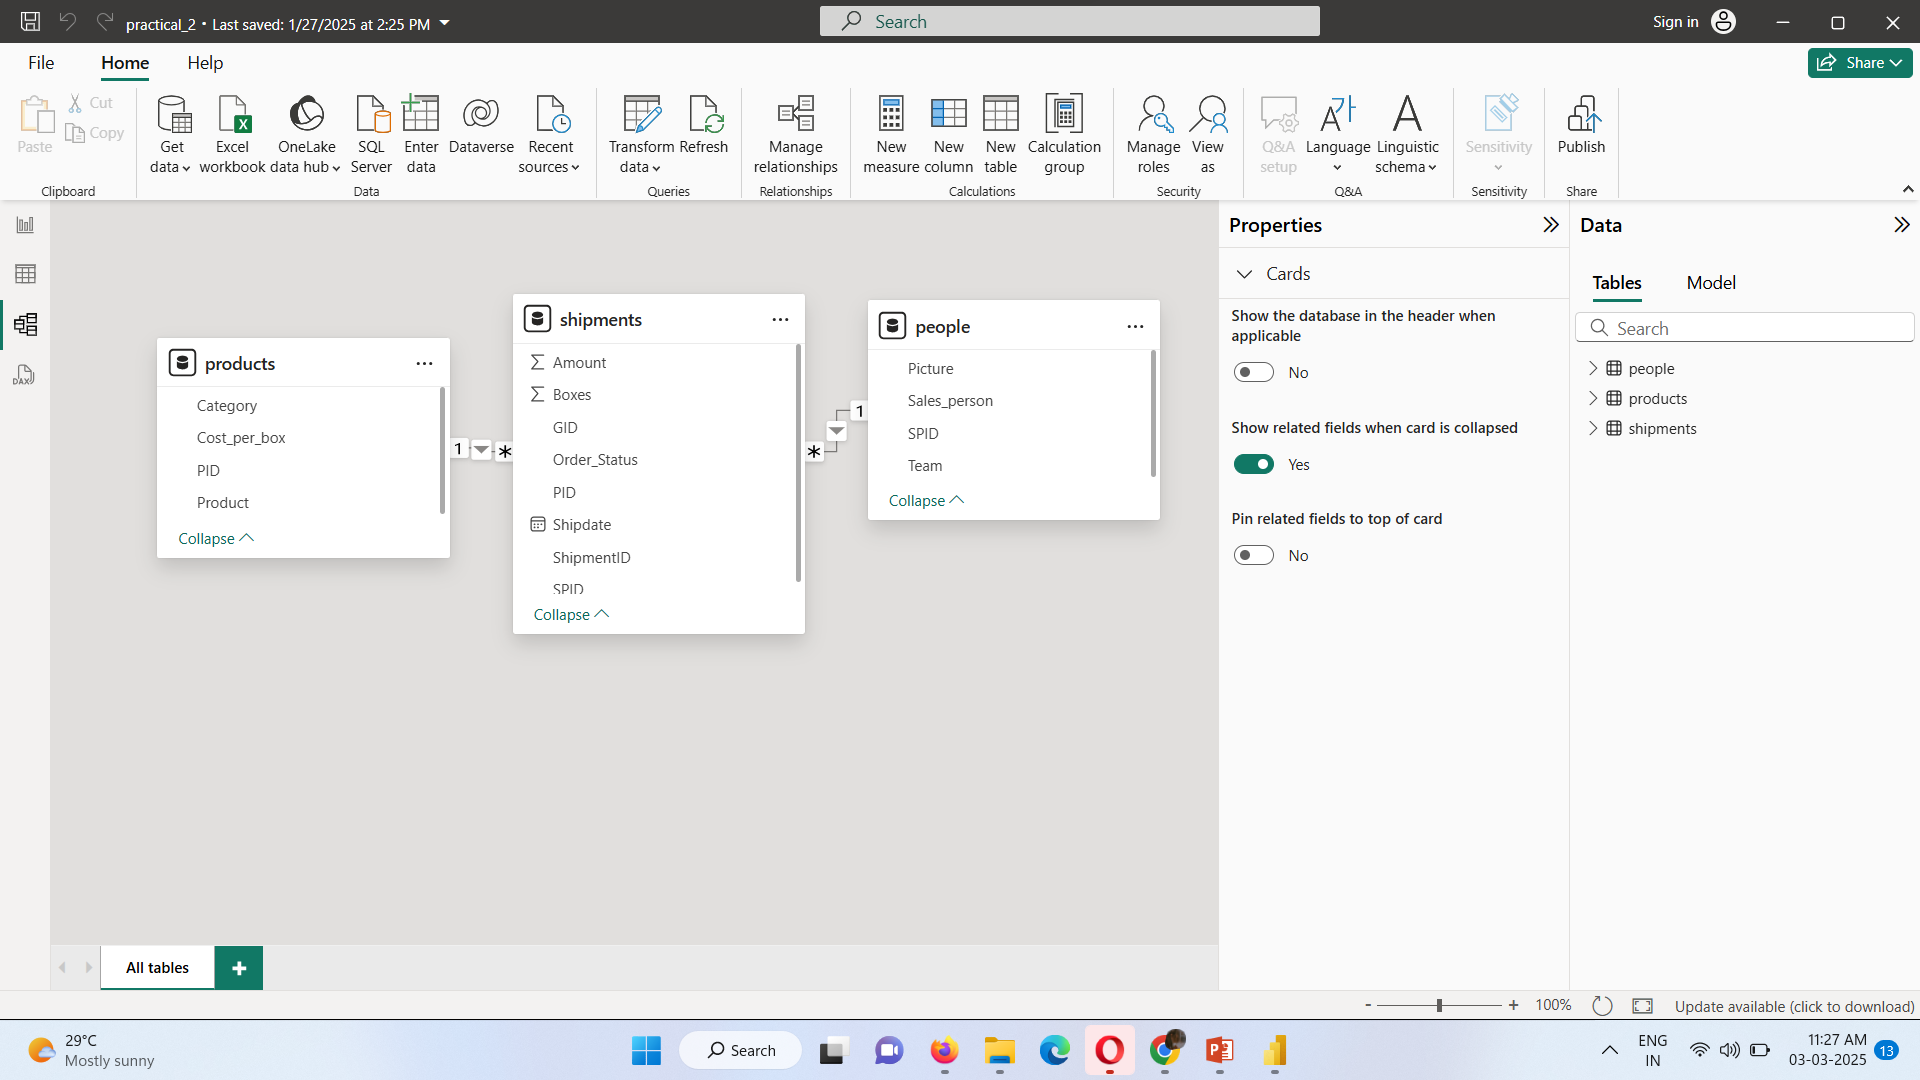 practical_2 • Last saved: 1/27/2025 at 2:25 PM
Search
Sign in
File
Home
Help
Share
Paste
Cut
Copy
Clipboard
Get data
Excel workbook
OneLake data hub
SQL Server
Enter data
Dataverse
Recent sources
Data
Transform data
Refresh
Queries
Manage relationships
Relationships
New measure
New column
New table
Calculation group
Calculations
Manage roles
View as
Security
Q&A setup
Language
Linguistic schema
Q&A
Sensitivity
Sensitivity
Publish
Share
DAX
products
Category
Cost_per_box
PID
Product
Collapse
1
*
shipments
Σ Amount
Σ Boxes
GID
Order_Status
PID
Shipdate
ShipmentID
SPID
Collapse
*
1
people
Picture
Sales_person
SPID
Team
Collapse
Properties
Cards
Show the database in the header when
applicable
No
Show related fields when card is collapsed
Yes
Pin related fields to top of card
No
Data
Tables
Model
Search
people
products
shipments
All tables
+
- + 100%
Update available (click to download)
29°C
Mostly sunny
Search
ENG
IN
11:27 AM
03-03-2025
13